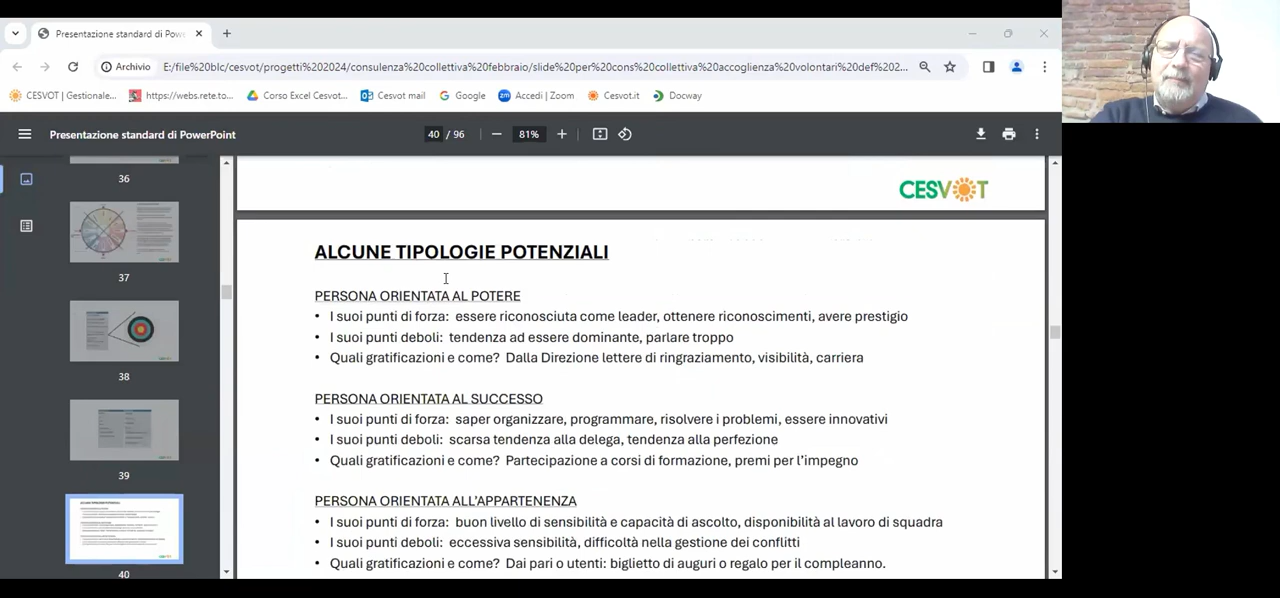 Presentazione standard di Pow
Archivio
E:/file%20blc/cesvot/progetti%202024/consulenza%20collettiva%20febbraio/slide%20per%20cons%20collettiva%20accoglienza%20volontari%20def%202...
CESVOT | Gestionale...
https://webs.rete.to...
Corso Excel Cesvot...
Cesvot mail
Google
Accedi | Zoom
Cesvot.it
Docway
Presentazione standard di PowerPoint
40 / 96
81%
36
37
38
39
40
CESVOT
ALCUNE TIPOLOGIE POTENZIALI
PERSONA ORIENTATA AL POTERE
• I suoi punti di forza: essere riconosciuta come leader, ottenere riconoscimenti, avere prestigio
• I suoi punti deboli: tendenza ad essere dominante, parlare troppo
• Quali gratificazioni e come? Dalla Direzione lettere di ringraziamento, visibilità, carriera
PERSONA ORIENTATA AL SUCCESSO
• I suoi punti di forza: saper organizzare, programmare, risolvere i problemi, essere innovativi
• I suoi punti deboli: scarsa tendenza alla delega, tendenza alla perfezione
• Quali gratificazioni e come? Partecipazione a corsi di formazione, premi per l'impegno
PERSONA ORIENTATA ALL'APPARTENENZA
• I suoi punti di forza: buon livello di sensibilità e capacità di ascolto, disponibilità al lavoro di squadra
• I suoi punti deboli: eccessiva sensibilità, difficoltà nella gestione dei conflitti
• Quali gratificazioni e come? Dai pari o utenti: biglietto di auguri o regalo per il compleanno.